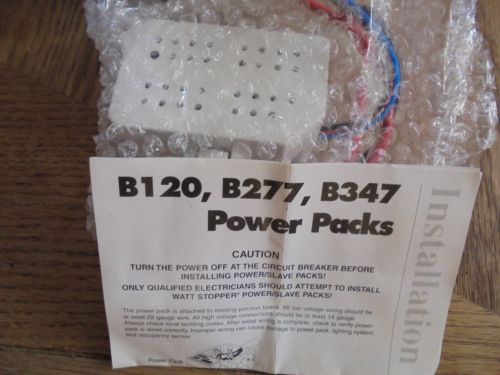 B120, B277, B347
Power Packs
Installation
CAUTION
TURN THE POWER OFF AT THE CIRCUIT BREAKER BEFORE
INSTALLING POWER/SLAVE PACKS!
ONLY QUALIFIED ELECTRICIANS SHOULD ATTEMPT TO INSTALL
WATT STOPPER® POWER/SLAVE PACKS!
The power pack is attached to existing junction boxes. All low voltage wiring should be
at least 22 gauge wire. All high voltage connections should be at least 14 gauge
Always check local building codes. After initial wiring is complete, check to verify power
pack is wired correctly. Improper wiring can cause damage to power pack, lighting system,
and occupancy sensor.
Power Pack